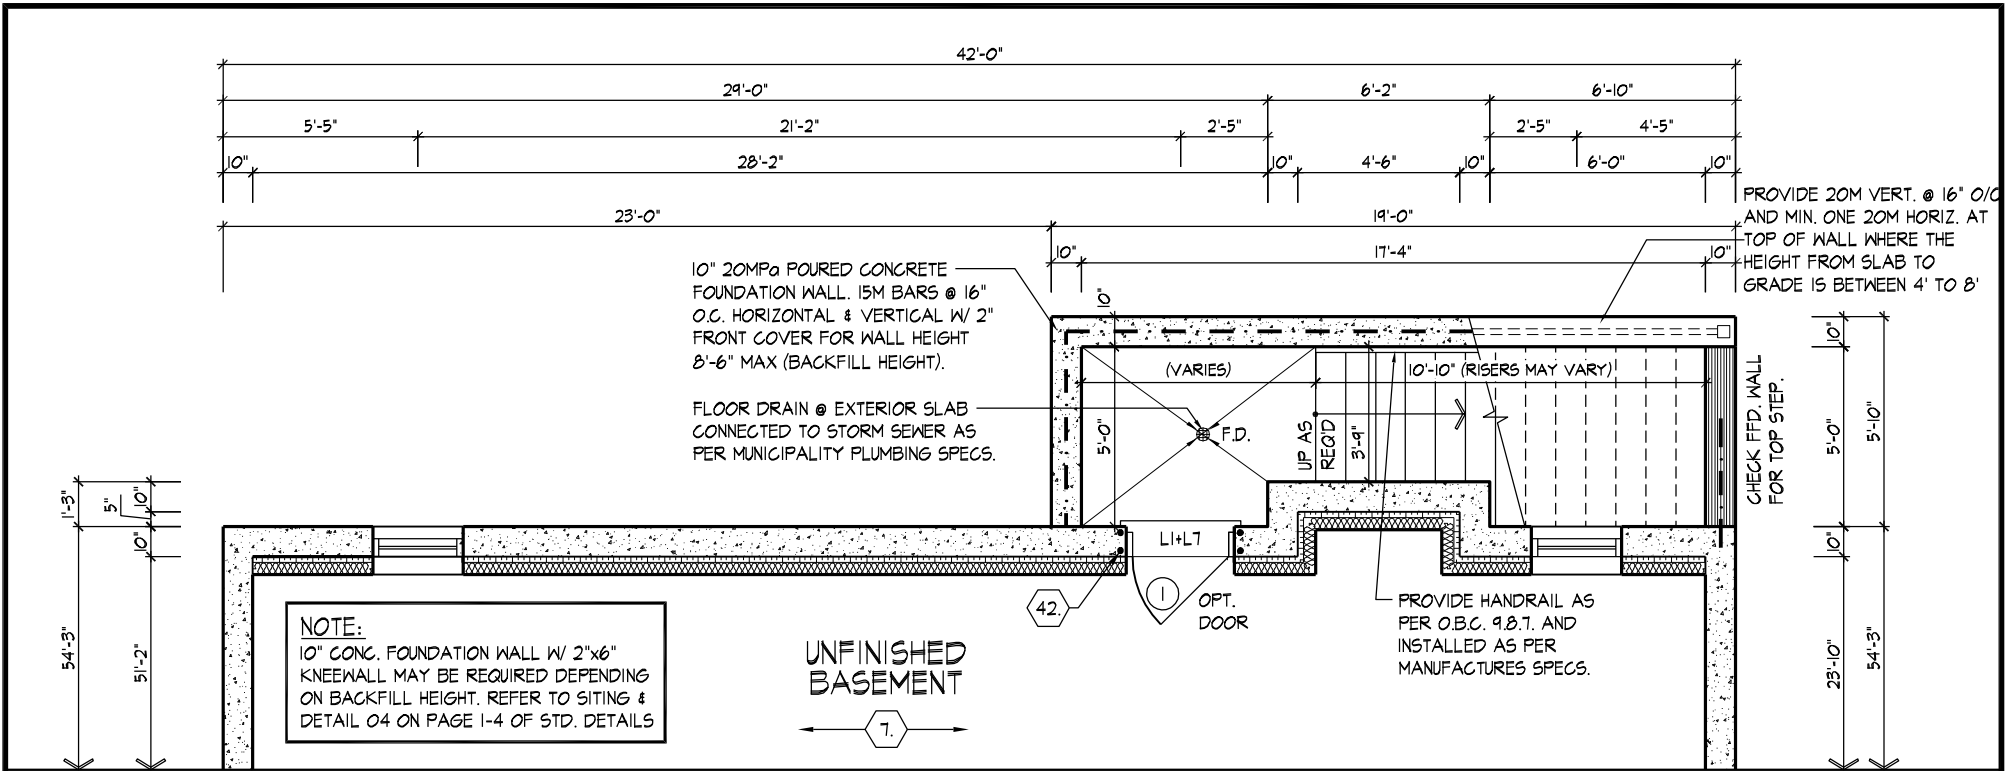 42'-0"
29'-0" 6'-2" 6'-10"
5'-5" 21'-2" 2'-5" 2'-5" 4'-5"
10" 28'-2" 10" 4'-6" 10" 6'-0" 10"
23'-0" 19'-0"
10" 17'-4" 10"
PROVIDE 20M VERT. @ 16" O/C
AND MIN. ONE 20M HORIZ. AT
TOP OF WALL WHERE THE
HEIGHT FROM SLAB TO
GRADE IS BETWEEN 4' TO 8'
10" 20MPa POURED CONCRETE
FOUNDATION WALL. 15M BARS @ 16"
O.C. HORIZONTAL & VERTICAL W/ 2"
FRONT COVER FOR WALL HEIGHT
8'-6" MAX (BACKFILL HEIGHT).
FLOOR DRAIN @ EXTERIOR SLAB
CONNECTED TO STORM SEWER AS
PER MUNICIPALITY PLUMBING SPECS.
10"
(VARIES)
10'-10" (RISERS MAY VARY)
5'-0"
F.D.
UP AS
REQ'D
3'-9"
CHECK FFD. WALL
FOR TOP STEP.
10"
5'-0"
5'-10"
10"
23'-10"
54'-3"
1'-3"
5"
10"
10"
54'-3"
51'-2"
L1+L7
1
OPT.
DOOR
42.
PROVIDE HANDRAIL AS
PER O.B.C. 9.8.7. AND
INSTALLED AS PER
MANUFACTURES SPECS.
NOTE:
10" CONC. FOUNDATION WALL W/ 2"x6"
KNEEWALL MAY BE REQUIRED DEPENDING
ON BACKFILL HEIGHT. REFER TO SITING &
DETAIL 04 ON PAGE 1-4 OF STD. DETAILS
UNFINISHED
BASEMENT
7.